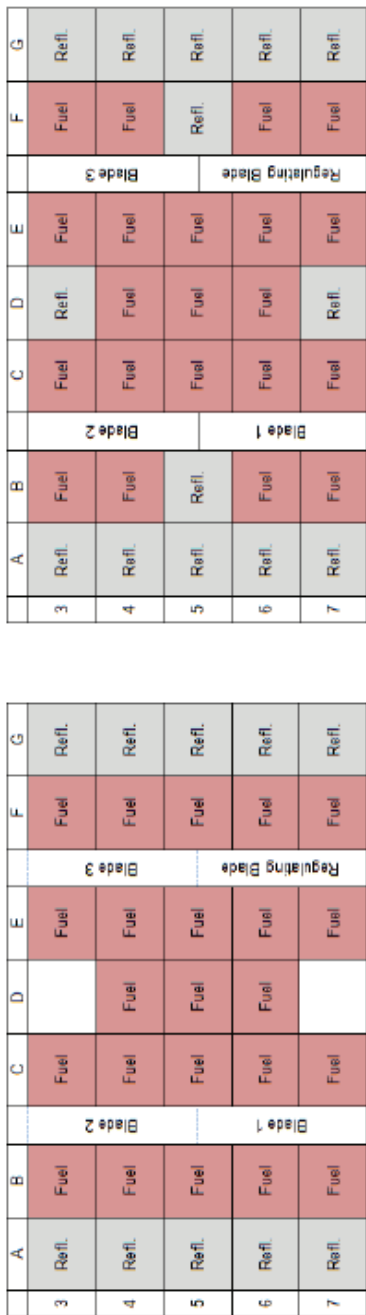 A B C D E F G
3 Refl. Fuel Fuel Fuel Fuel Refl.
4 Refl. Fuel Blade 2 Fuel Fuel Fuel Blade 3 Fuel Refl.
5 Refl. Fuel Fuel Fuel Fuel Fuel Refl.
6 Refl. Fuel Blade 1 Fuel Fuel Fuel Regulating Blade Fuel Refl.
7 Refl. Fuel Fuel Fuel Fuel Refl.
A B C D E F G
3 Refl. Fuel Fuel Refl. Fuel Fuel Refl.
4 Refl. Fuel Blade 2 Fuel Fuel Fuel Blade 3 Fuel Refl.
5 Refl. Refl. Fuel Fuel Fuel Refl. Refl.
6 Refl. Fuel Blade 1 Fuel Fuel Fuel Regulating Blade Fuel Refl.
7 Refl. Fuel Fuel Refl. Fuel Fuel Refl.